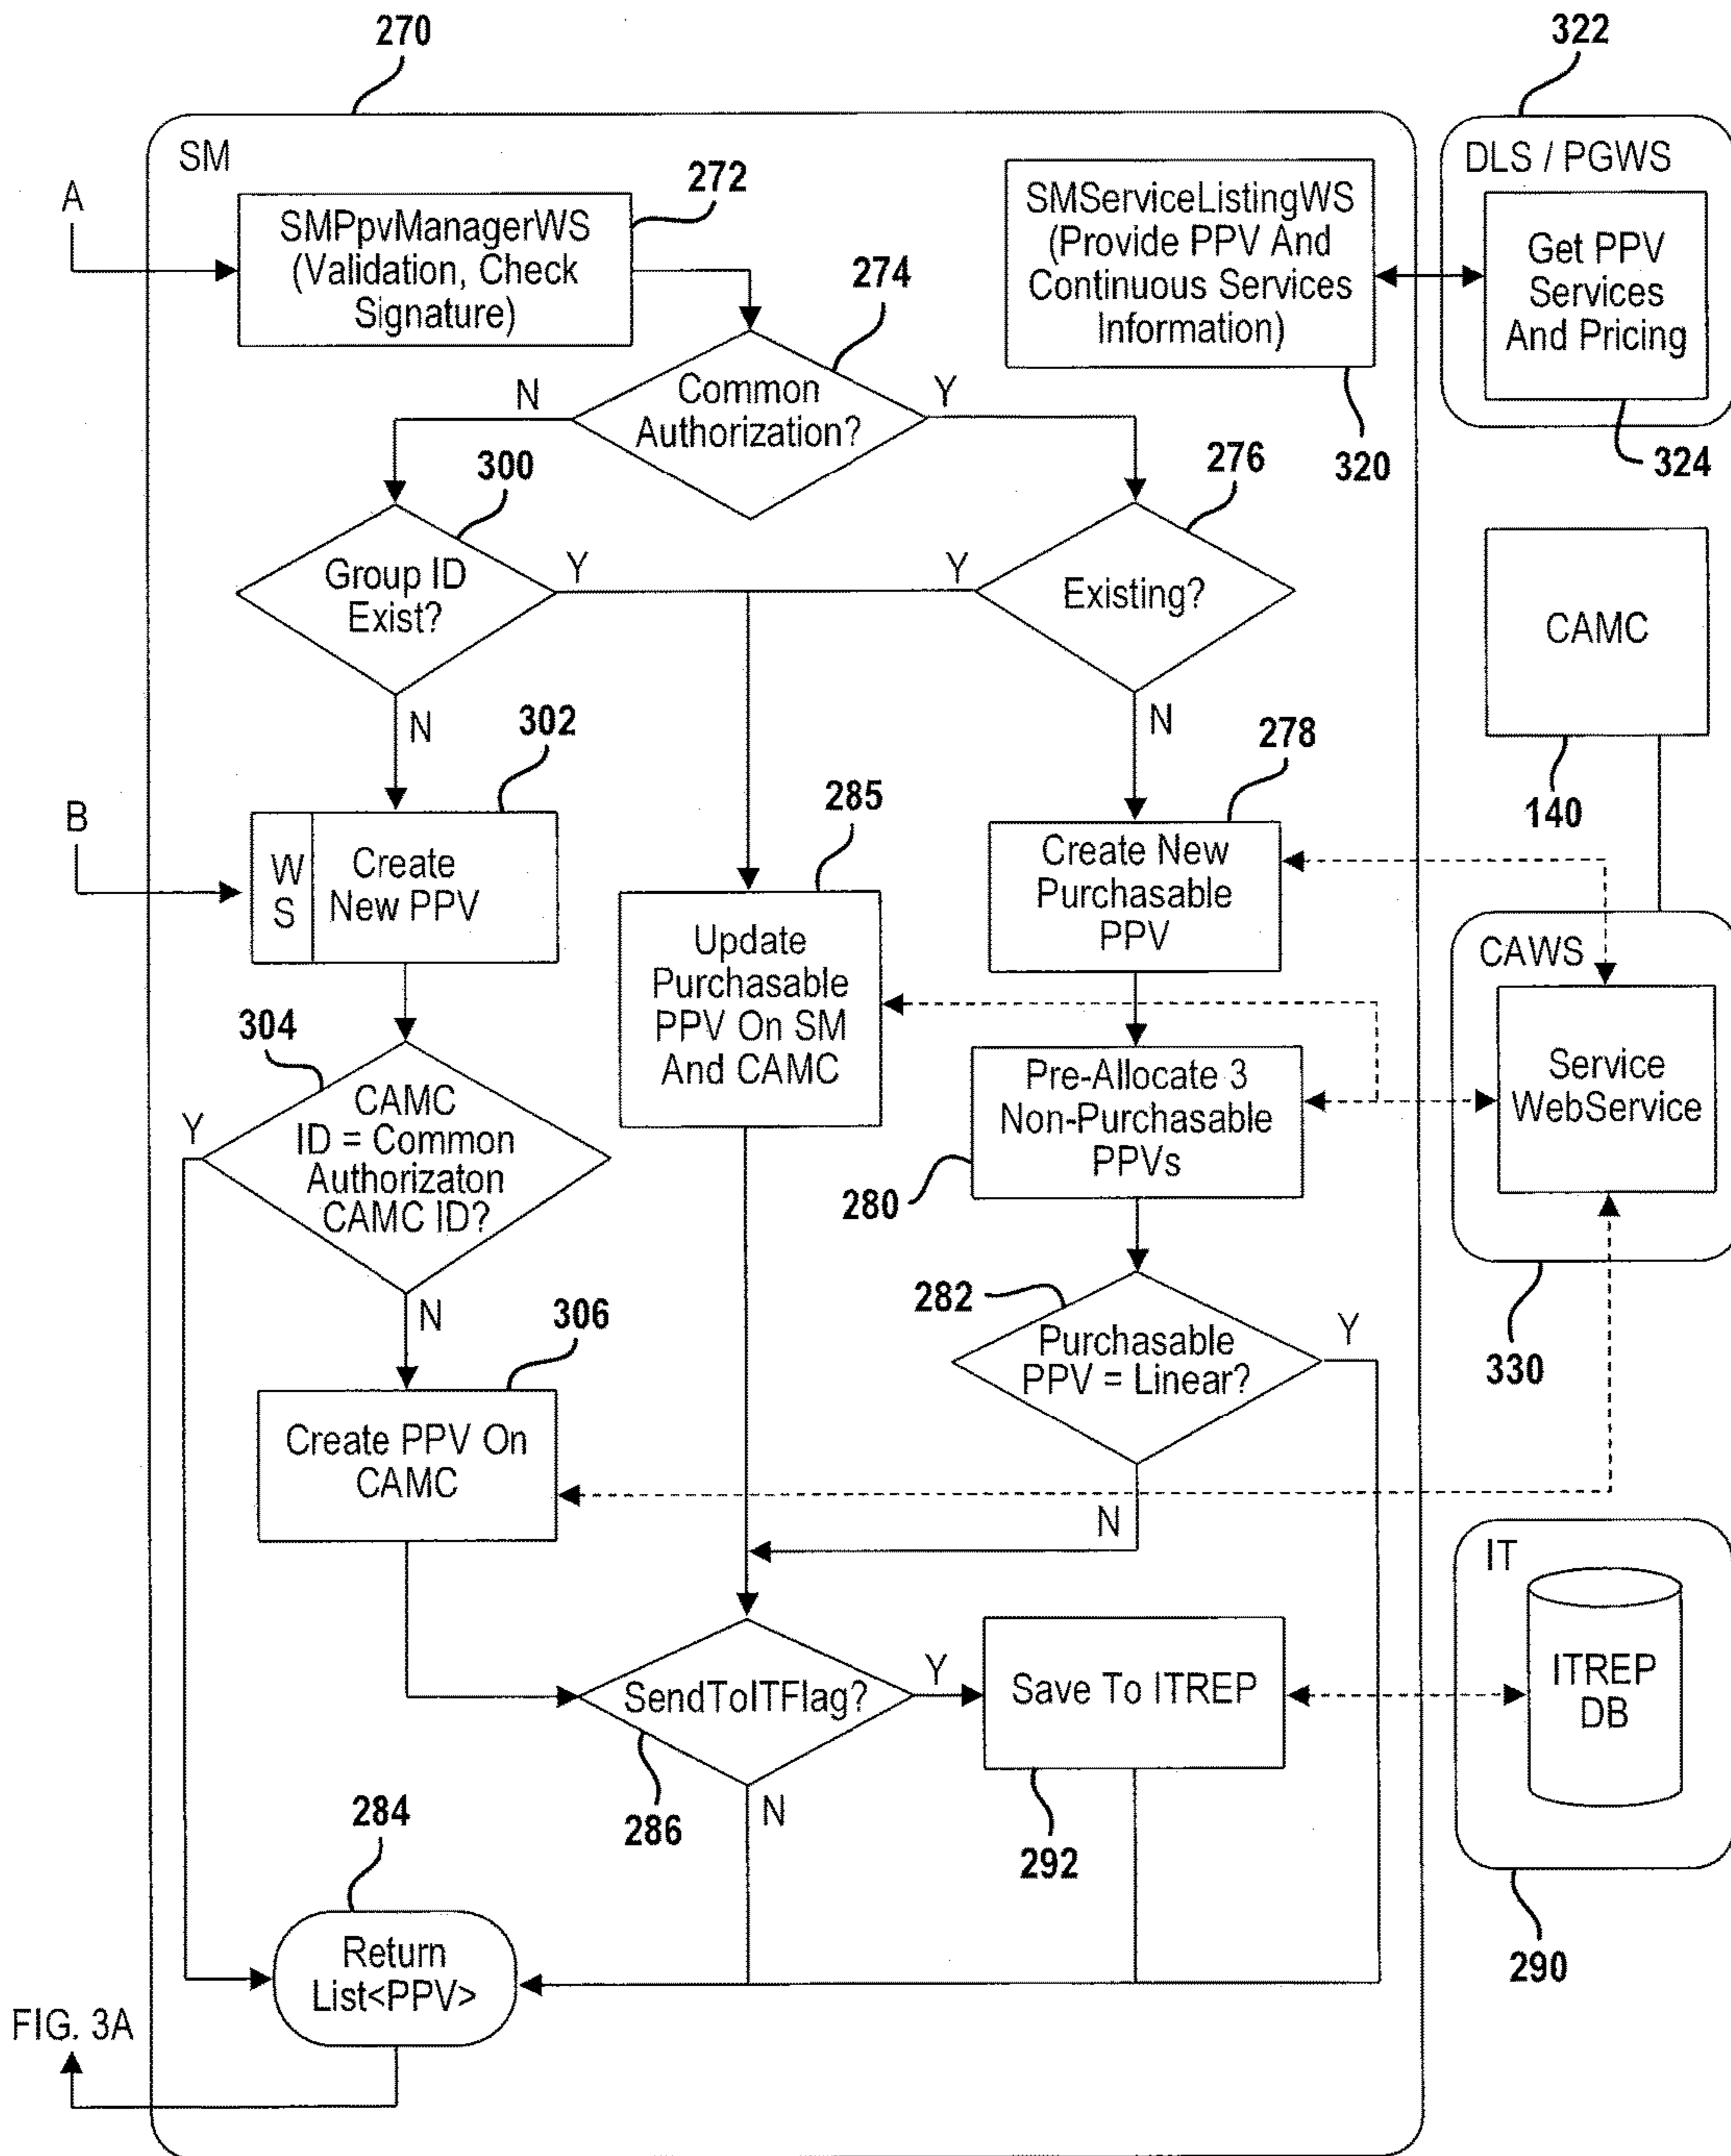 270
322
SM
DLS / PGWS
272
A
SMPpvManagerWS
(Validation, Check
Signature)
SMServiceListingWS
(Provide PPV And
Continuous Services
Information)
Get PPV
Services
And Pricing
274
N
Common
Authorization?
Y
300
276
320
324
Group ID
Exist?
Y
Y
Existing?
CAMC
N
N
302
278
140
285
B
W
S
Create
New PPV
Create New
Purchasable
PPV
Update
Purchasable
PPV On SM
And CAMC
CAWS
304
Service
WebService
Pre-Allocate 3
Non-Purchasable
PPVs
Y
CAMC
ID = Common
Authorizaton
CAMC ID?
280
N
282
306
Purchasable
PPV = Linear?
Y
330
Create PPV On
CAMC
N
IT
ITREP
DB
SendToITFlag?
Y
Save To ITREP
N
284
286
292
290
Return
List<PPV>
FIG. 3A